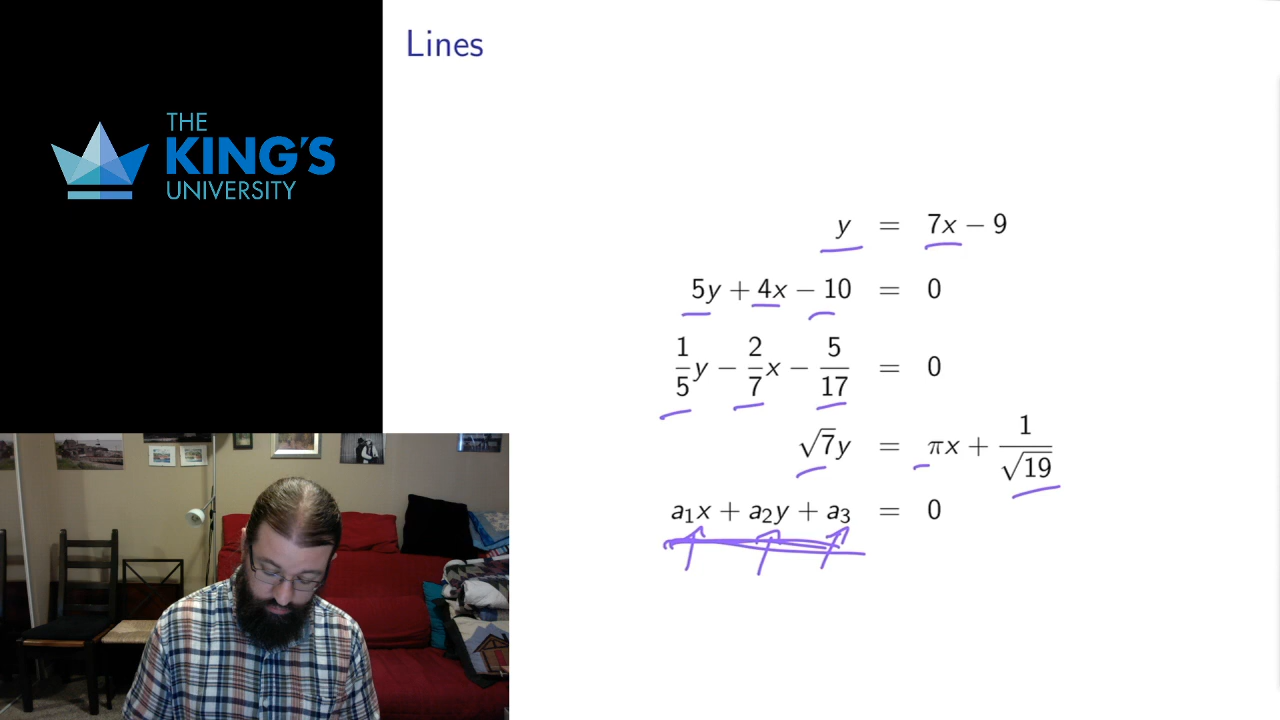 THE
KING'S
UNIVERSITY
Lines
y = 7x − 9
5y + 4x − 10 = 0
1/5 y − 2/7 x − 5/17 = 0
√7y = πx + 1/√19
a₁x + a₂y + a₃ = 0